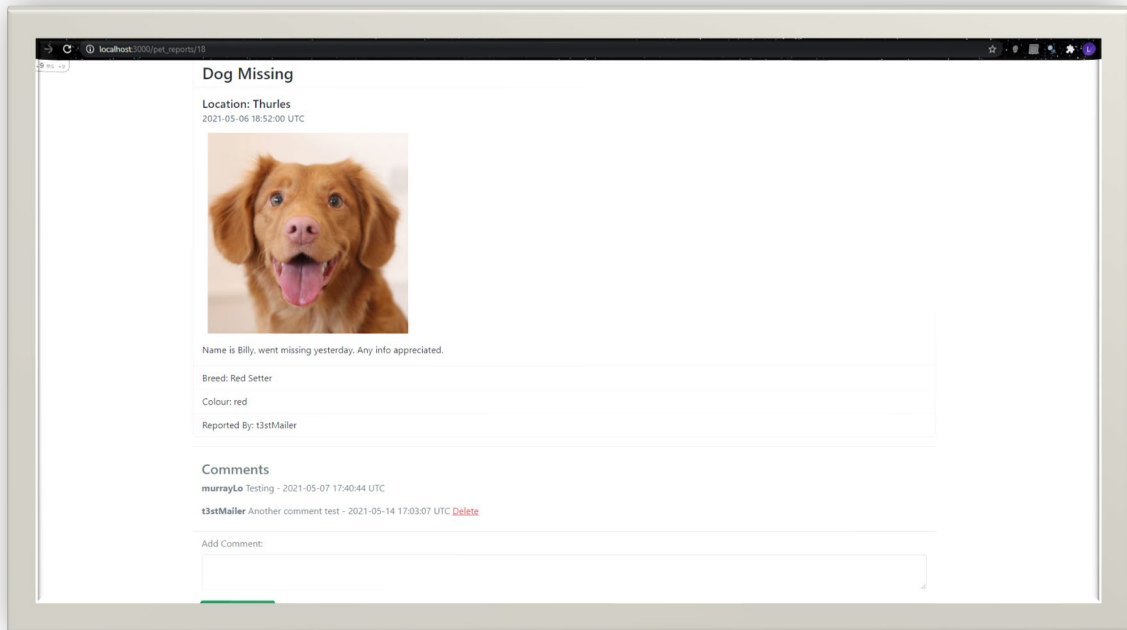 localhost:3000/pet_reports/18
9 ms
Dog Missing
Location: Thurles
2021-05-06 18:52:00 UTC
Name is Billy, went missing yesterday. Any info appreciated.
Breed: Red Setter
Colour: red
Reported By: t3stMailer
Comments
murrayLo Testing - 2021-05-07 17:40:44 UTC
t3stMailer Another comment test - 2021-05-14 17:03:07 UTC Delete
Add Comment: